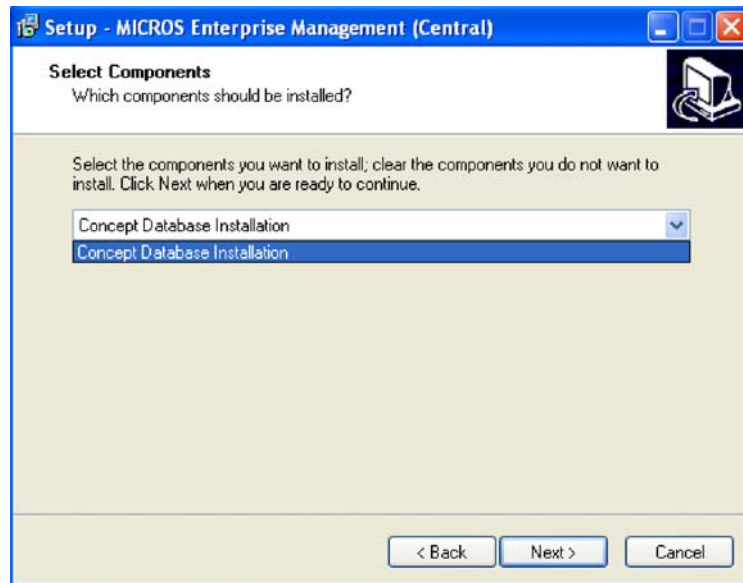 Setup - MICROS Enterprise Management (Central)
Select Components
Which components should be installed?
Select the components you want to install; clear the components you do not want to
install. Click Next when you are ready to continue.
Concept Database Installation
Concept Database Installation
< Back
Next >
Cancel